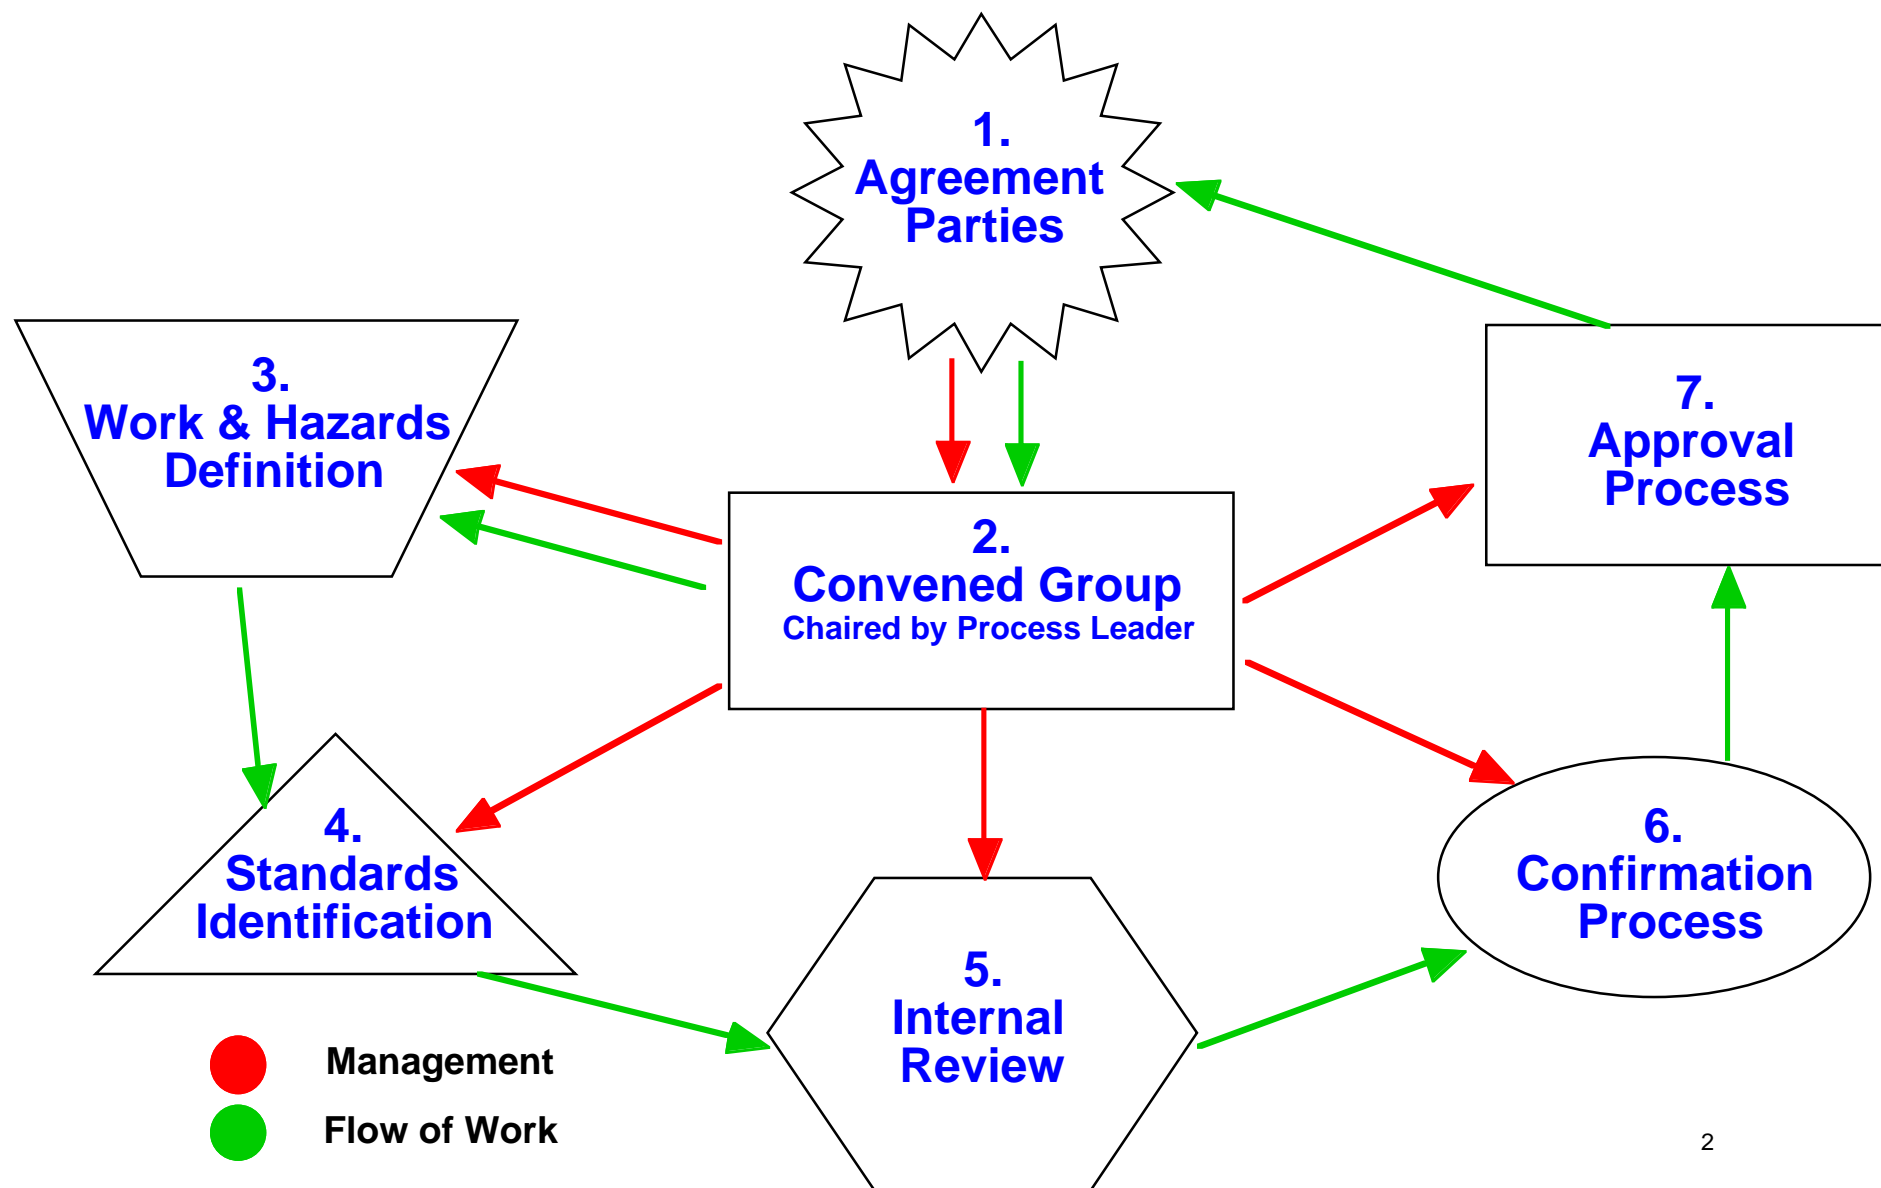 1.
Agreement
Parties
2.
Convened Group
Chaired by Process Leader
3.
Work & Hazards
Definition
4.
Standards
Identification
5.
Internal
Review
6.
Confirmation
Process
7.
Approval
Process
Management
Flow of Work
2